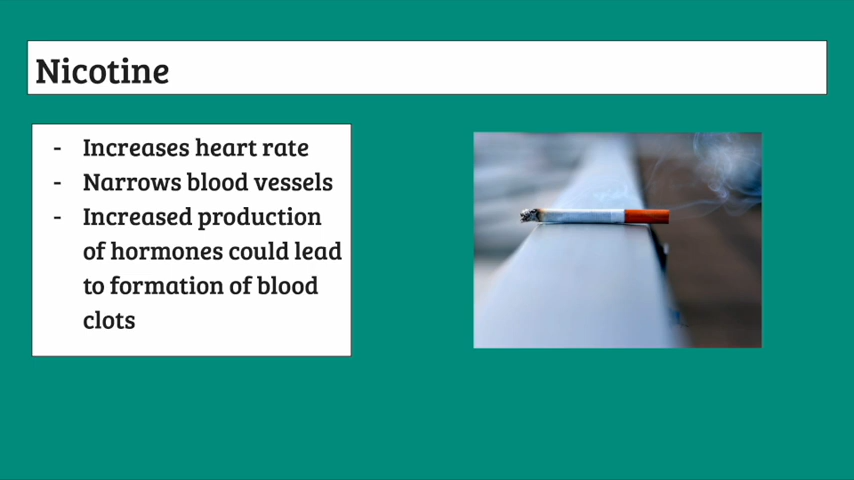 Nicotine
- Increases heart rate
- Narrows blood vessels
- Increased production
of hormones could lead
to formation of blood
clots